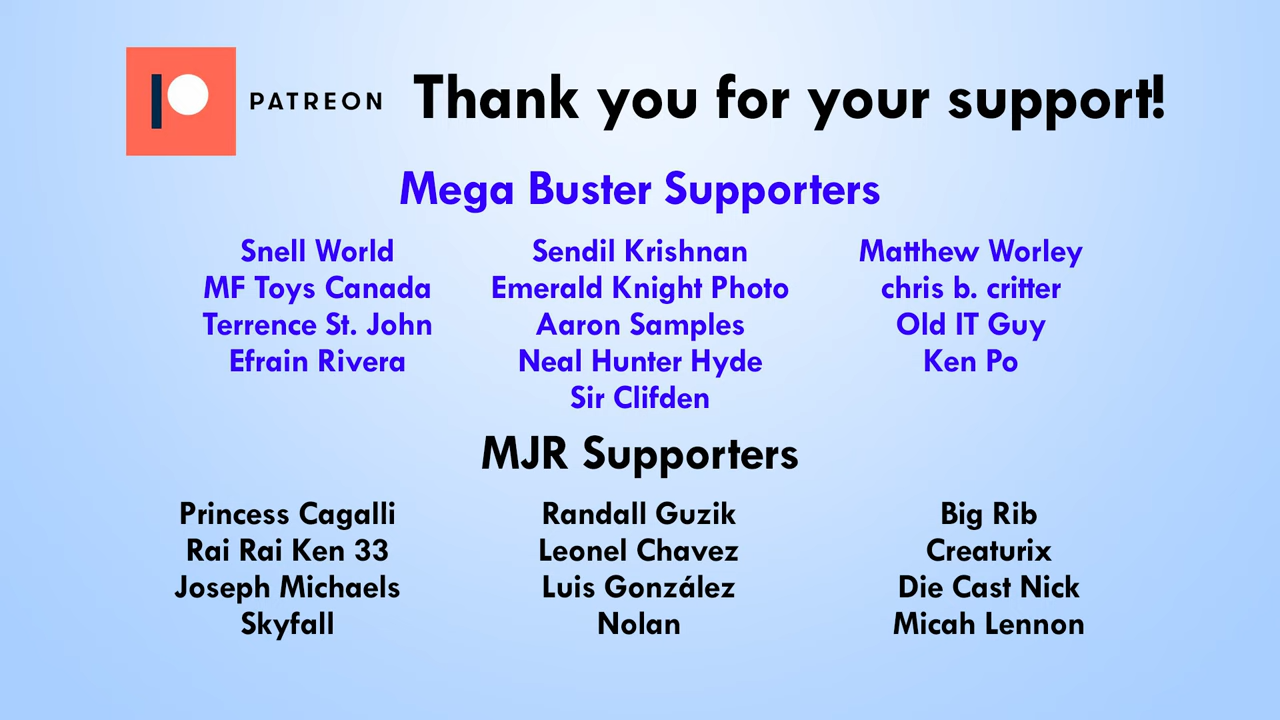 PATREON
Thank you for your support!
Mega Buster Supporters
Snell World
MF Toys Canada
Terrence St. John
Efrain Rivera
Sendil Krishnan
Emerald Knight Photo
Aaron Samples
Neal Hunter Hyde
Sir Clifden
Matthew Worley
chris b. critter
Old IT Guy
Ken Po
MJR Supporters
Princess Cagalli
Rai Rai Ken 33
Joseph Michaels
Skyfall
Randall Guzik
Leonel Chavez
Luis González
Nolan
Big Rib
Creaturix
Die Cast Nick
Micah Lennon